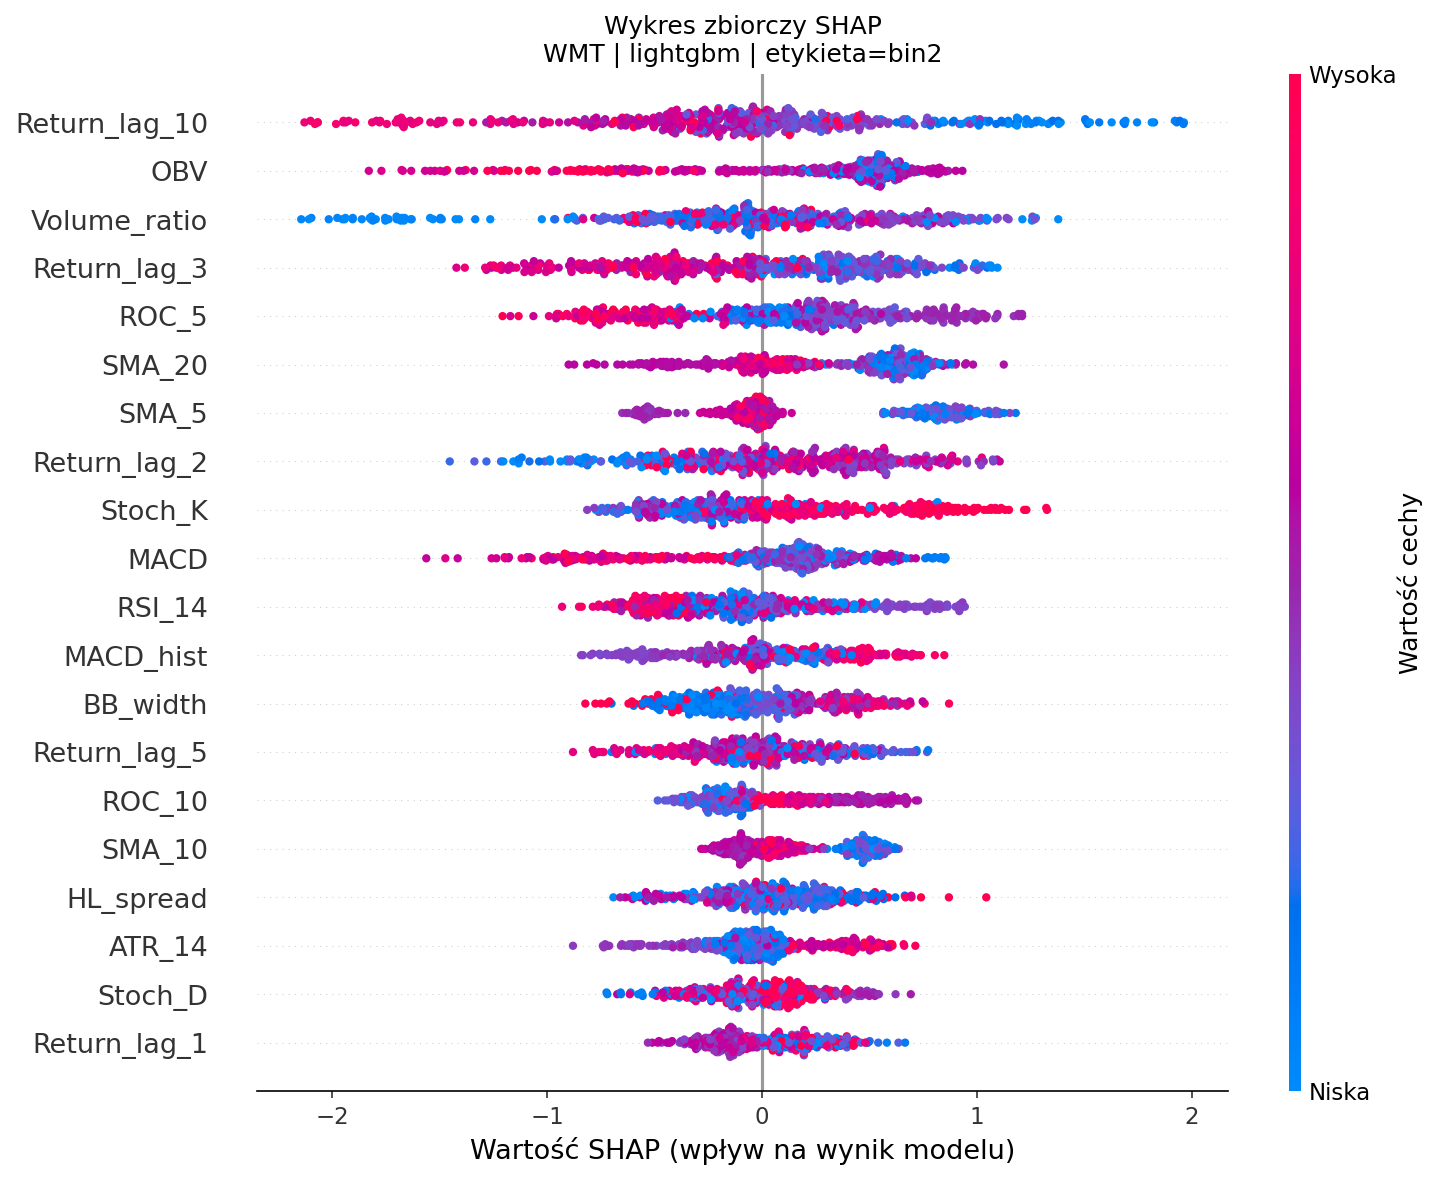 Wykres zbiorczy SHAP
WMT | lightgbm | etykieta=bin2
Wysoka
Return_lag_10
OBV
Volume_ratio
Return_lag_3
ROC_5
SMA_20
SMA_5
Return_lag_2
Stoch_K
MACD
RSI_14
MACD_hist
BB_width
Return_lag_5
ROC_10
SMA_10
HL_spread
ATR_14
Stoch_D
Return_lag_1
Wartość cechy
Niska
−2
−1
0
1
2
Wartość SHAP (wpływ na wynik modelu)